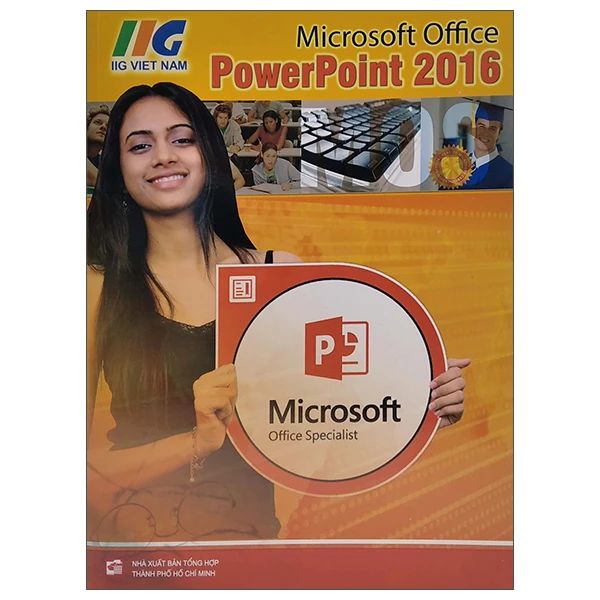 IIG
IIG VIET NAM
Microsoft Office
PowerPoint 2016
MOS
P
Microsoft
Office Specialist
NHÀ XUẤT BẢN TỔNG HỢP
THÀNH PHỐ HỒ CHÍ MINH